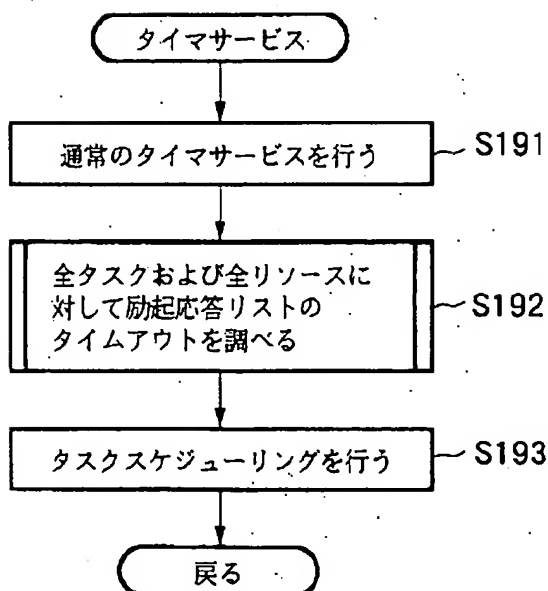 タイマサービス
通常のタイマサービスを行う
S191
全タスクおよび全リソースに
対して励起応答リストの
タイムアウトを調べる
S192
タスクスケジューリングを行う
S193
戻る